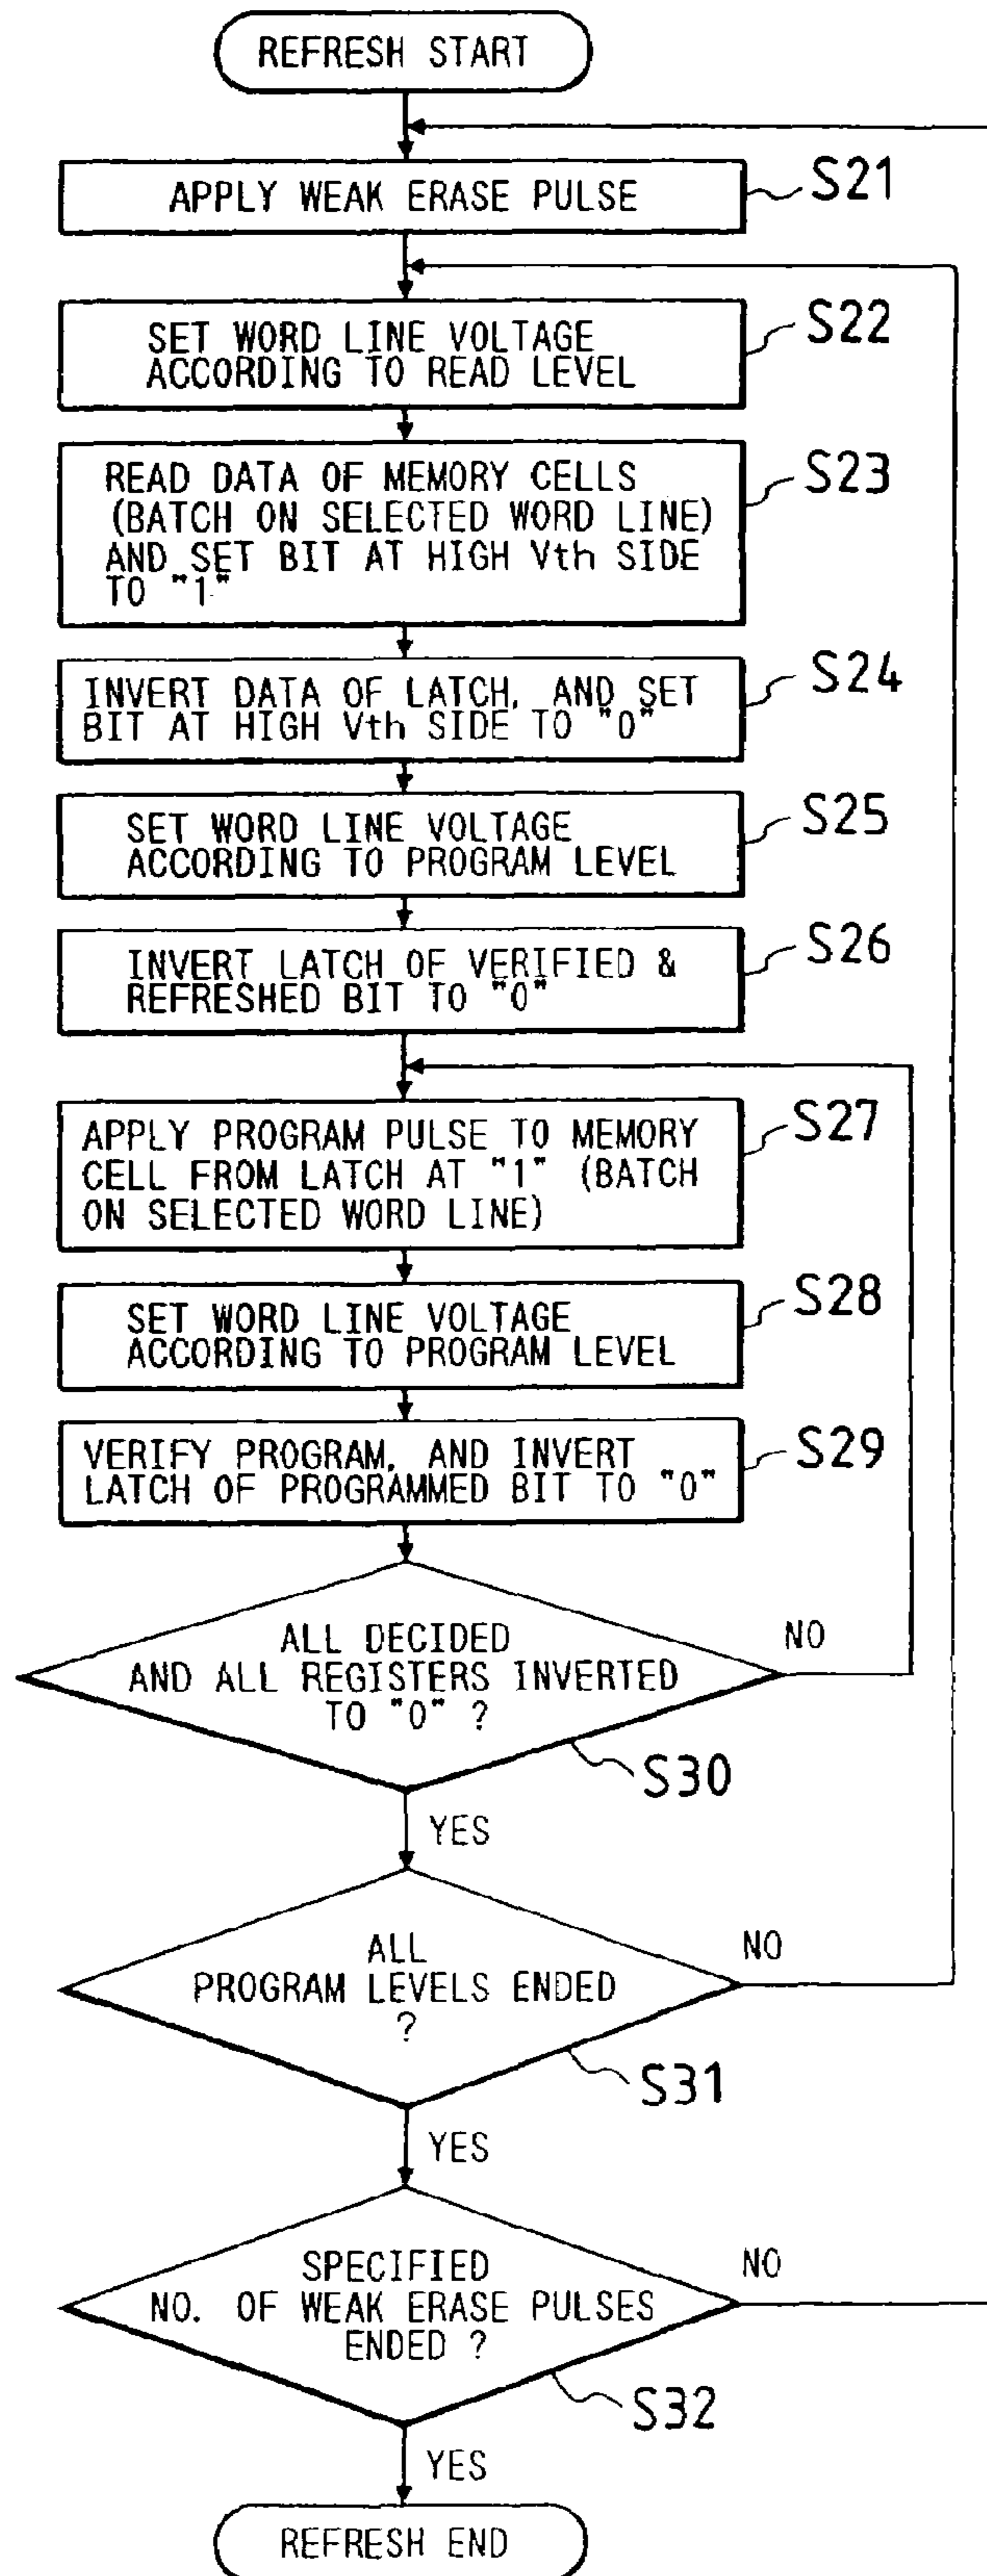 REFRESH START
APPLY WEAK ERASE PULSE
S21
SET WORD LINE VOLTAGE
ACCORDING TO READ LEVEL
S22
READ DATA OF MEMORY CELLS
(BATCH ON SELECTED WORD LINE)
AND SET BIT AT HIGH Vth SIDE
TO "1"
S23
INVERT DATA OF LATCH, AND SET
BIT AT HIGH Vth SIDE TO "0"
S24
SET WORD LINE VOLTAGE
ACCORDING TO PROGRAM LEVEL
S25
INVERT LATCH OF VERIFIED &
REFRESHED BIT TO "0"
S26
APPLY PROGRAM PULSE TO MEMORY
CELL FROM LATCH AT "1" (BATCH
ON SELECTED WORD LINE)
S27
SET WORD LINE VOLTAGE
ACCORDING TO PROGRAM LEVEL
S28
VERIFY PROGRAM, AND INVERT
LATCH OF PROGRAMMED BIT TO "0"
S29
ALL DECIDED
AND ALL REGISTERS INVERTED
TO "0" ?
NO
S30
YES
ALL
PROGRAM LEVELS ENDED
?
NO
S31
YES
SPECIFIED
NO. OF WEAK ERASE PULSES
ENDED ?
NO
S32
YES
REFRESH END